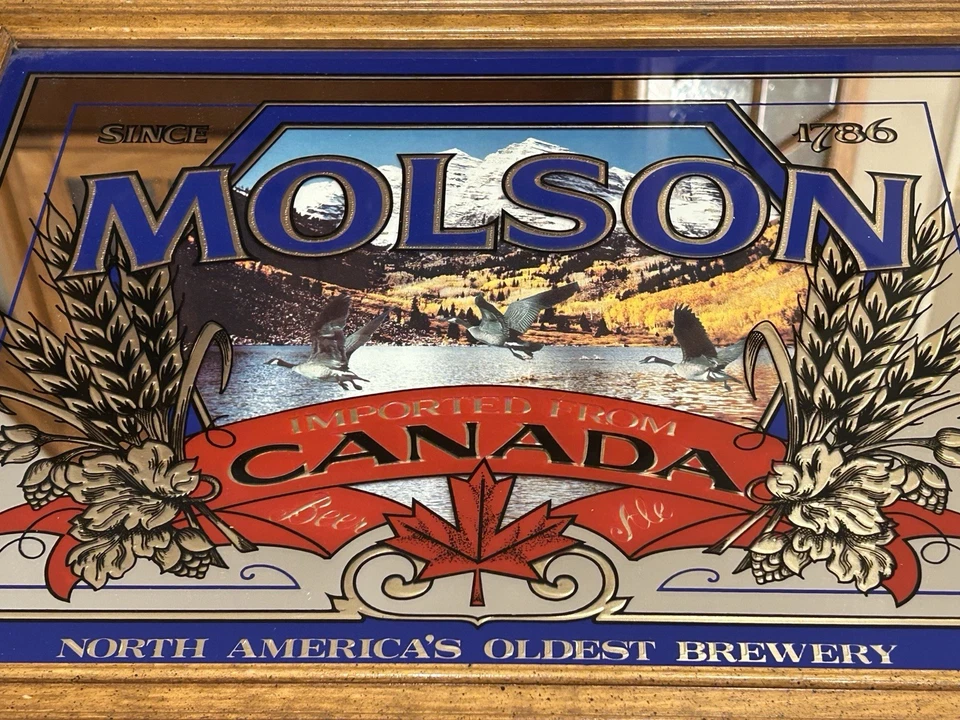 SINCE 1786
MOLSON
IMPORTED FROM
CANADA
Beer Ale
NORTH AMERICA'S OLDEST BREWERY